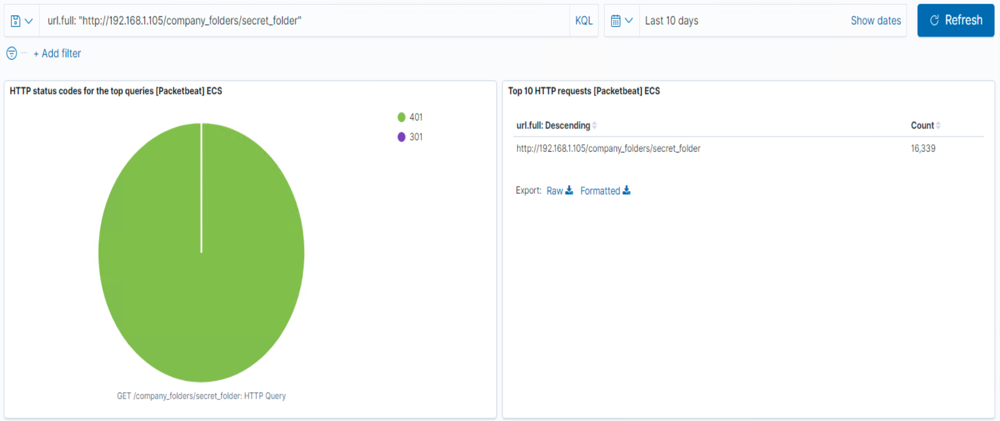 url.full: "http://192.168.1.105/company_folders/secret_folder"
KQL
Last 10 days
Show dates
Refresh
+ Add filter
HTTP status codes for the top queries [Packetbeat] ECS
401
301
GET /company_folders/secret_folder: HTTP Query
Top 10 HTTP requests [Packetbeat] ECS
url.full: Descending
Count
http://192.168.1.105/company_folders/secret_folder
16,339
Export: Raw Formatted